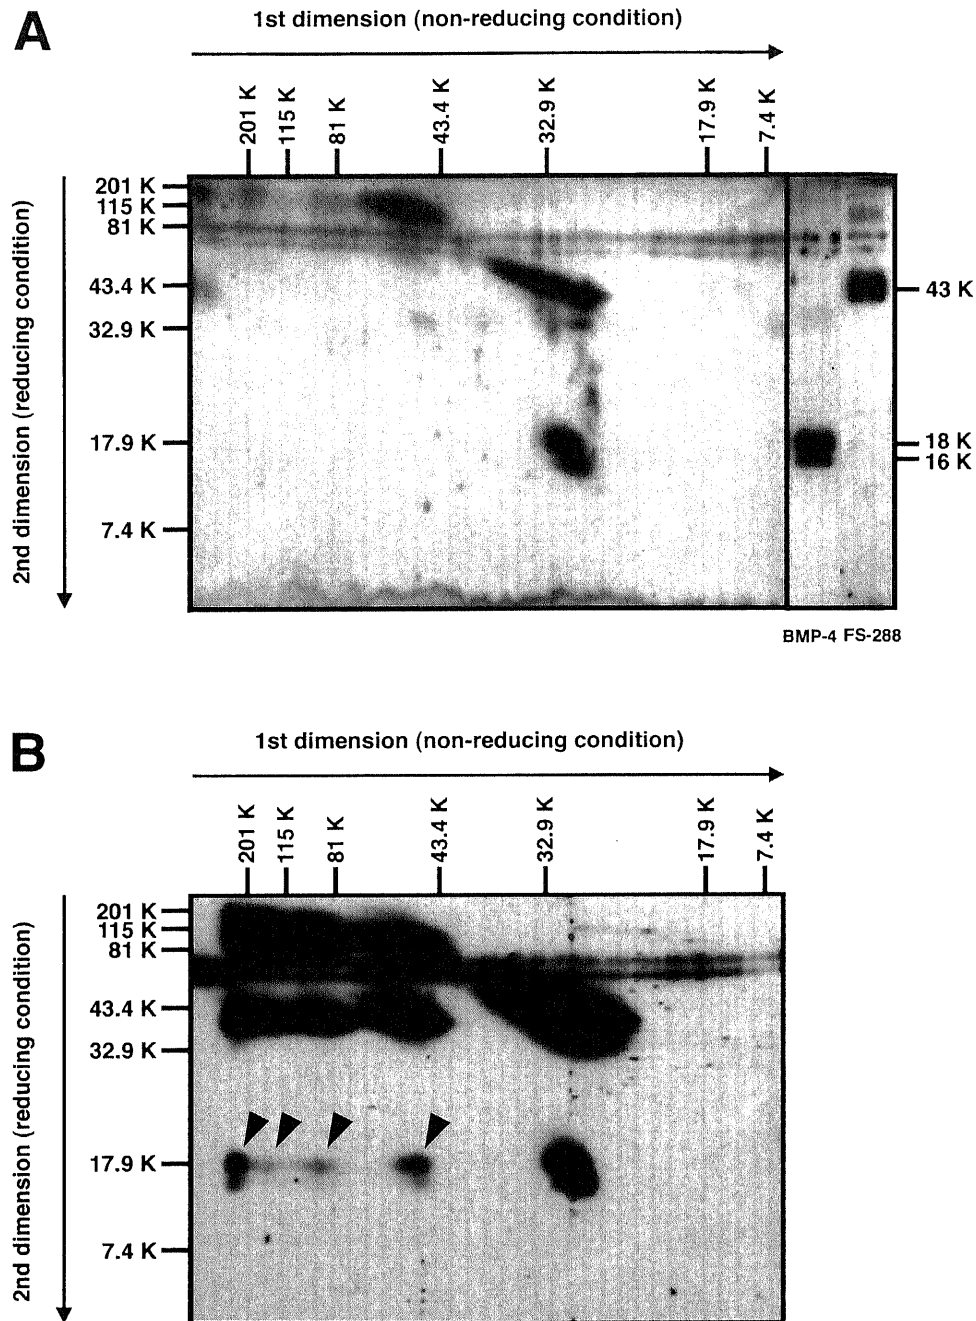 A
1st dimension (non-reducing condition)
201 K
115 K
81 K
43.4 K
32.9 K
17.9 K
7.4 K
2nd dimension (reducing condition)
201 K
115 K
81 K
43.4 K
32.9 K
17.9 K
7.4 K
43 K
18 K
16 K
BMP-4 FS-288
B
1st dimension (non-reducing condition)
201 K
115 K
81 K
43.4 K
32.9 K
17.9 K
7.4 K
2nd dimension (reducing condition)
201 K
115 K
81 K
43.4 K
32.9 K
17.9 K
7.4 K